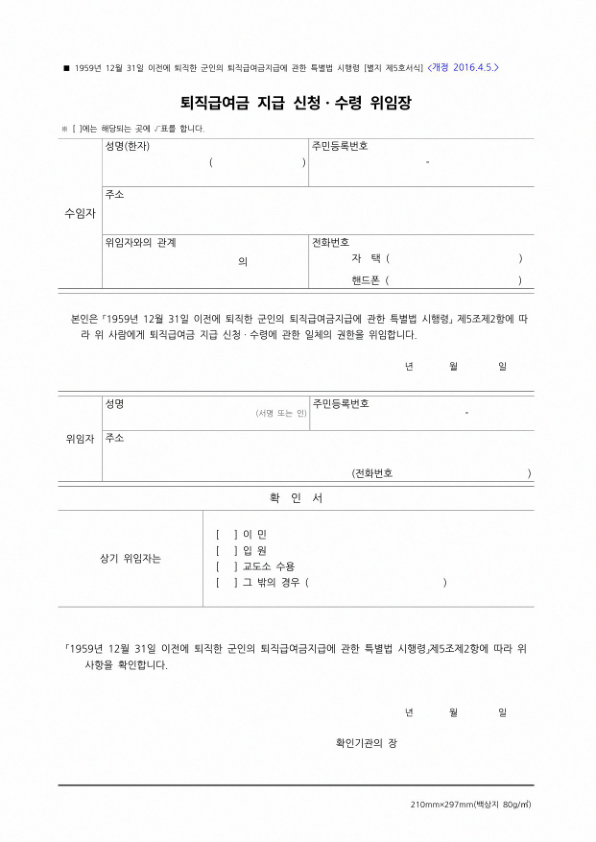 ■ 1959년 12월 31일 이전에 퇴직한 군인의 퇴직급여금지급에 관한 특별법 시행령 [별지 제5호서식] <개정 2016.4.5.>
퇴직급여금 지급 신청ㆍ수령 위임장
※ [ ]에는 해당되는 곳에 ✓표를 합니다.
수임자
성명(한자)
( )
주민등록번호
-
주소
위임자와의 관계
의
전화번호
자 택 ( )
핸드폰 ( )
본인은 「1959년 12월 31일 이전에 퇴직한 군인의 퇴직급여금지급에 관한 특별법 시행령」 제5조제2항에 따
라 위 사람에게 퇴직급여금 지급 신청ㆍ수령에 관한 일체의 권한을 위임합니다.
년 월 일
위임자
성명
(서명 또는 인)
주민등록번호
-
주소
(전화번호 )
확 인 서
상기 위임자는
[ ] 이 민
[ ] 입 원
[ ] 교도소 수용
[ ] 그 밖의 경우 ( )
「1959년 12월 31일 이전에 퇴직한 군인의 퇴직급여금지급에 관한 특별법 시행령」제5조제2항에 따라 위
사항을 확인합니다.
년 월 일
확인기관의 장
210mm×297mm(백상지 80g/㎡)